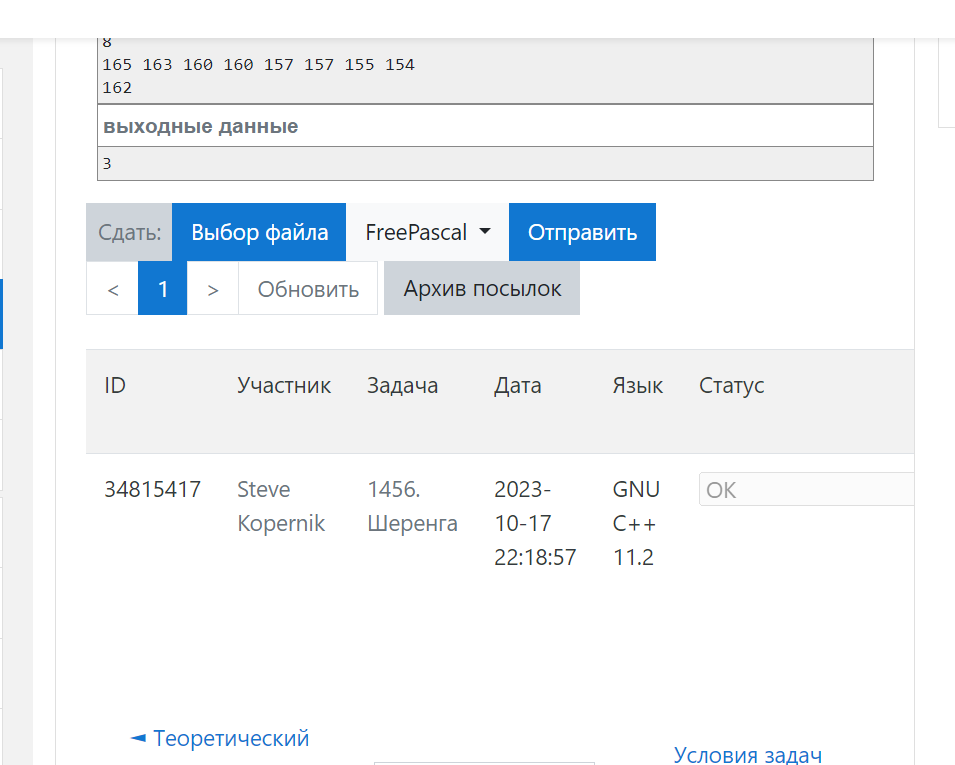 8
165 163 160 160 157 157 155 154
162
выходные данные
3
Сдать: Выбор файла FreePascal Отправить
< 1 > Обновить Архив посылок
ID Участник Задача Дата Язык Статус
34815417 Steve 1456. 2023- GNU OK
Kopernik Шеренга 10-17 C++
22:18:57 11.2
◄ Теоретический
Условия задач